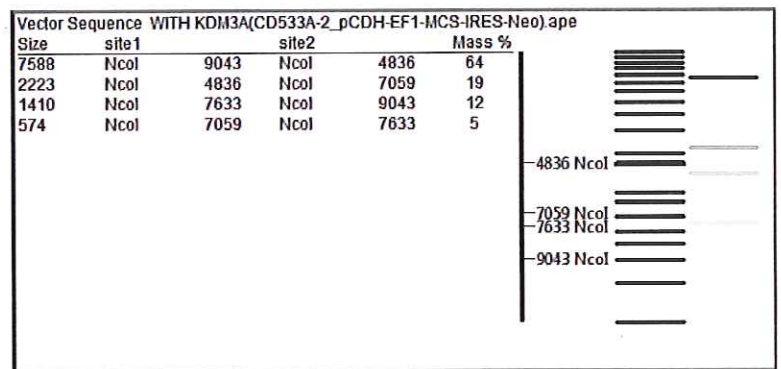 Vector Sequence WITH KDM3A(CD533A-2_pCDH-EF1-MCS-IRES-Neo).ape
Size site1 site2 Mass %
7588 NcoI 9043 NcoI 4836 64
2223 NcoI 4836 NcoI 7059 19
1410 NcoI 7633 NcoI 9043 12
574 NcoI 7059 NcoI 7633 5
4836 NcoI
7059 NcoI
7633 NcoI
9043 NcoI